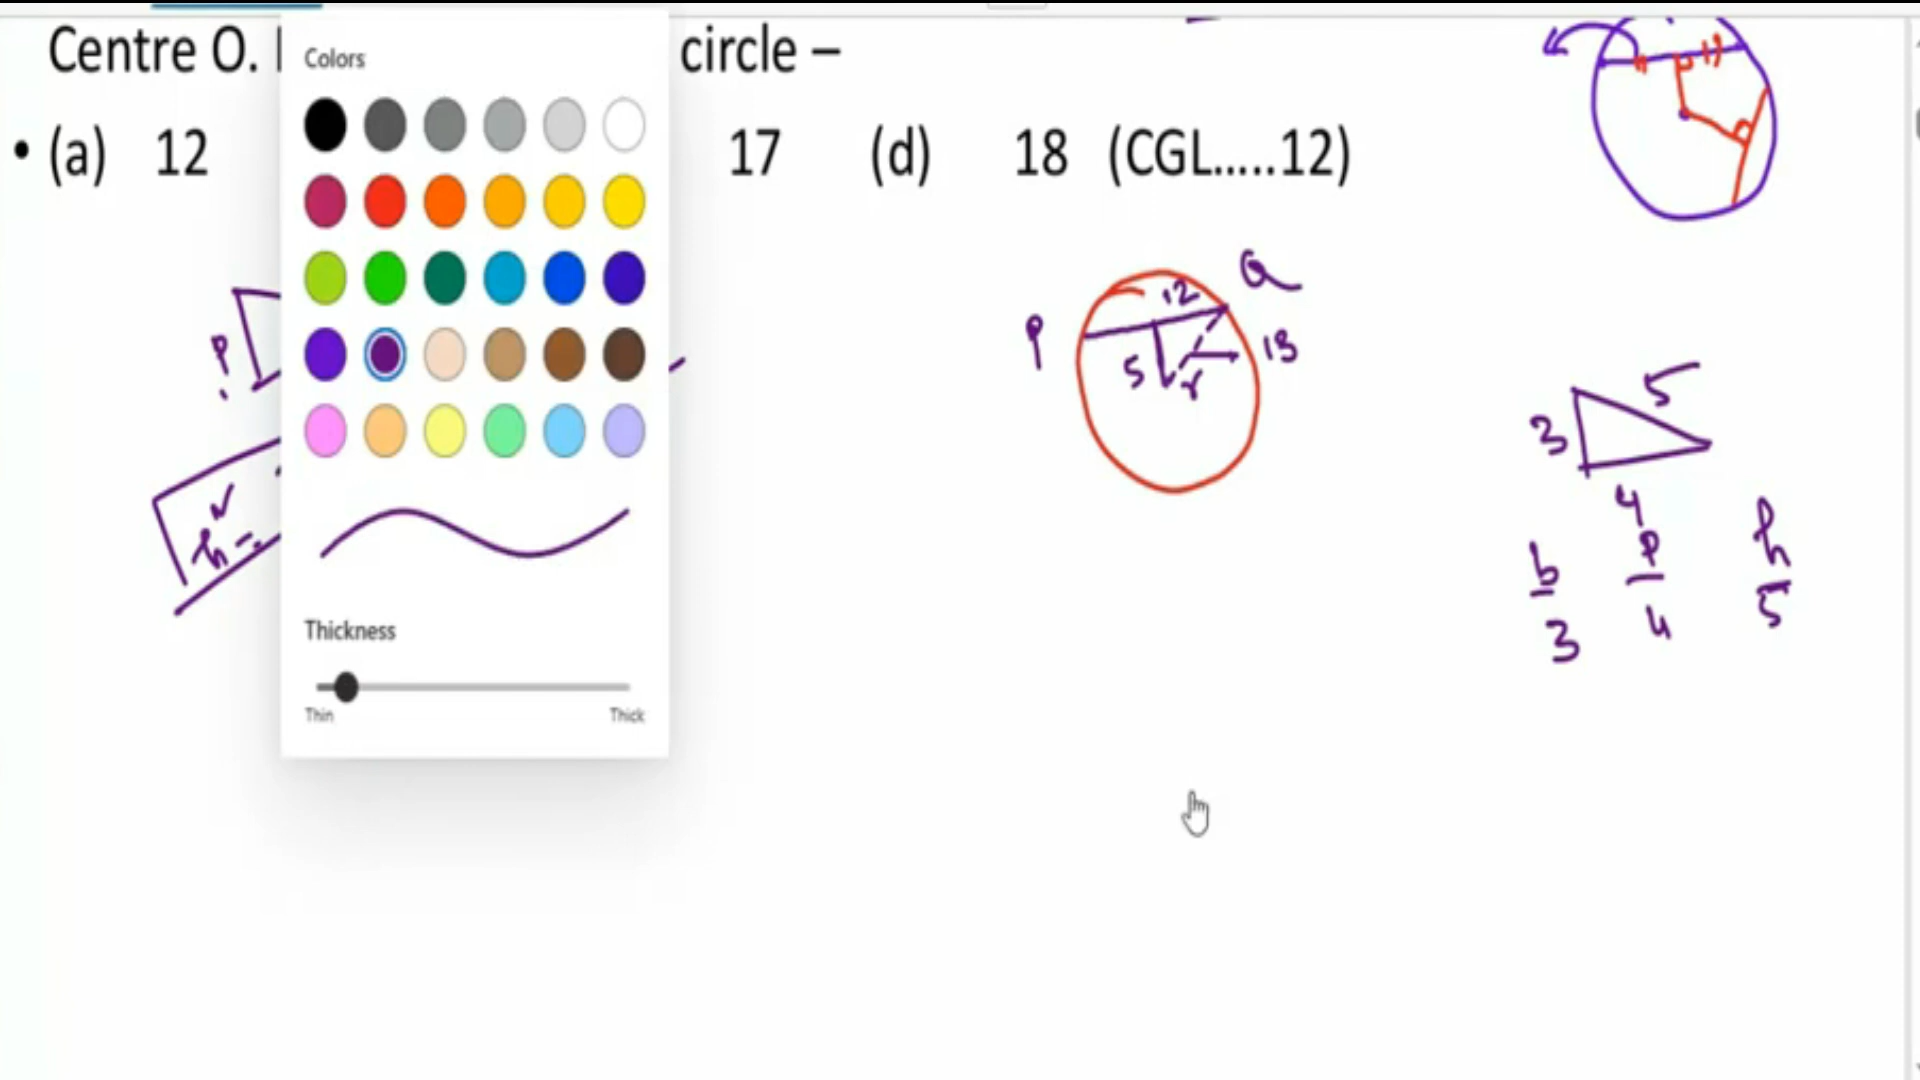 Centre O. circle –
Colors
• (a) 12 17 (d) 18 (CGL.....12)
Q
12
P 5 r 13
P
5
3
4
h =
b P h
3 4 5
Thickness
Thin Thick